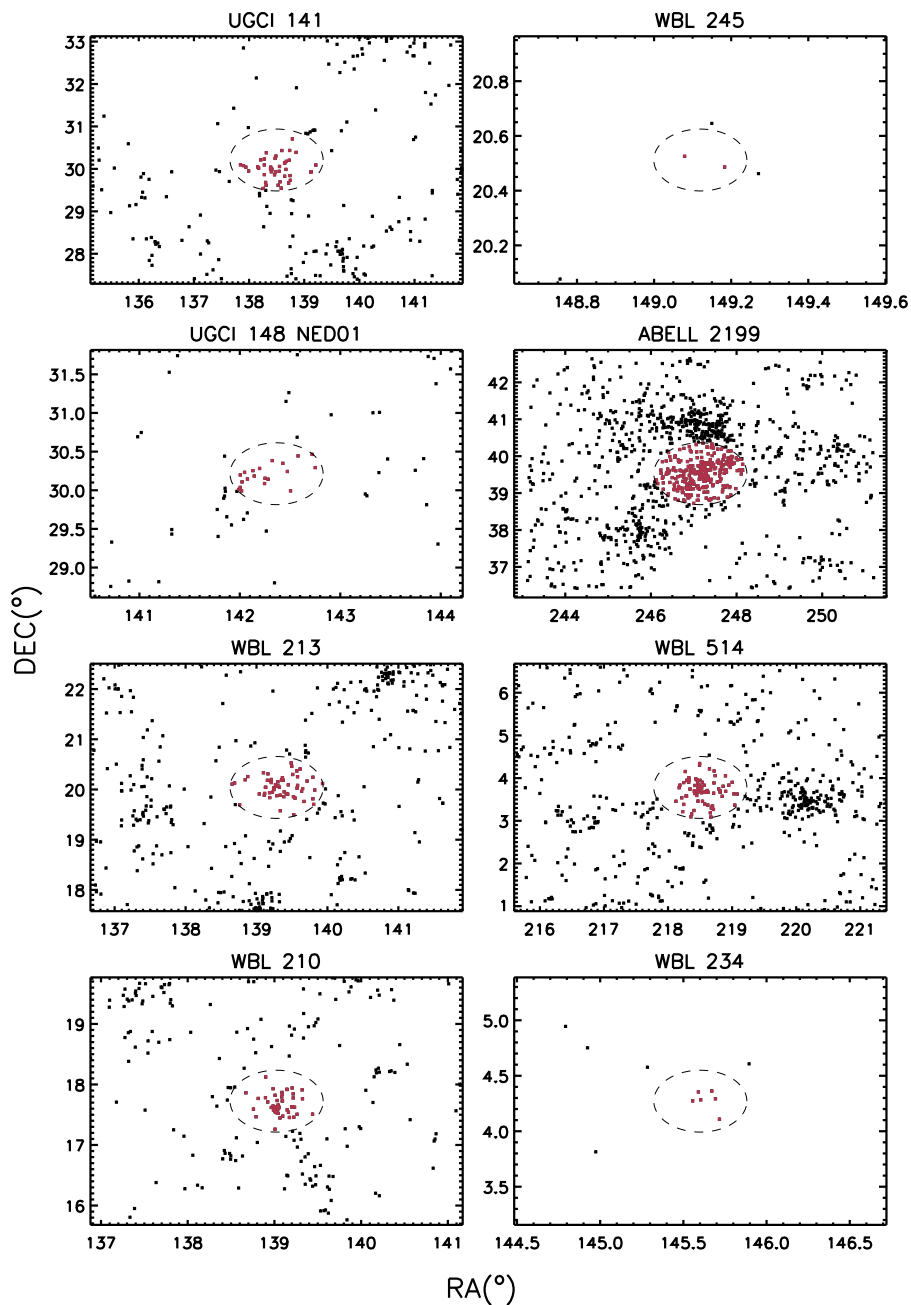 UGCI 141
WBL 245
33
32
31
30
29
28
136 137 138 139 140 141
20.8
20.6
20.4
20.2
148.8 149.0 149.2 149.4 149.6
UGCI 148 NED01
ABELL 2199
31.5
31.0
30.5
30.0
29.5
29.0
141 142 143 144
42
41
40
39
38
37
244 246 248 250
DEC(°)
WBL 213
WBL 514
22
21
20
19
18
137 138 139 140 141
6
5
4
3
2
1
216 217 218 219 220 221
WBL 210
WBL 234
19
18
17
16
137 138 139 140 141
5.0
4.5
4.0
3.5
144.5 145.0 145.5 146.0 146.5
RA(°)